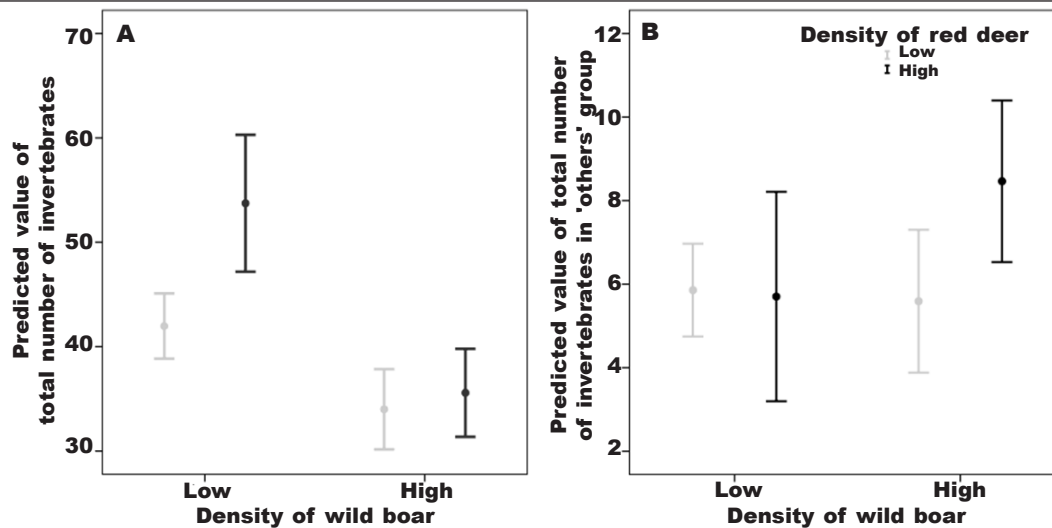 A
70
60
50
40
30
Predicted value of
total number of invertebrates
Low
High
Density of wild boar
B
Density of red deer
Low
High
12
10
8
6
4
2
Predicted value of total number
of invertebrates in 'others' group
Low
High
Density of wild boar